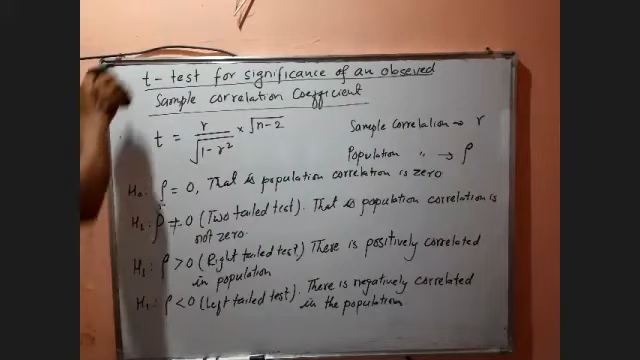 t - test for significance of an obseved
Sample correlation coefficient
t = r / √1-r² × √n-2
Sample Correlation → r
Population " → ρ
H₀: ρ = 0, That is population correlation is zero
H₁: ρ ≠ 0 (Two tailed test). That is population correlation is
not zero.
H₁: ρ > 0 (Right tailed test) There is positively correlated
in population
H₁: ρ < 0 (Left tailed test). There is negatively correlated
in the population